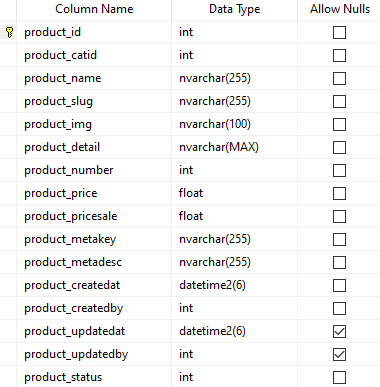 Column Name Data Type Allow Nulls
product_id int
product_catid int
product_name nvarchar(255)
product_slug nvarchar(255)
product_img nvarchar(100)
product_detail nvarchar(MAX)
product_number int
product_price float
product_pricesale float
product_metakey nvarchar(255)
product_metadesc nvarchar(255)
product_createdat datetime2(6)
product_createdby int
product_updatedat datetime2(6)
product_updatedby int
product_status int